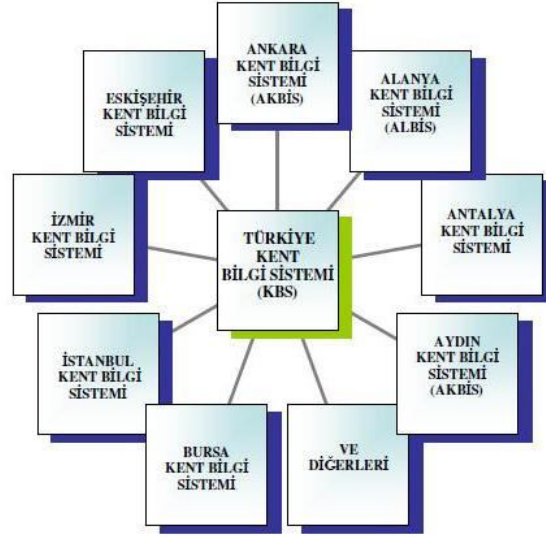 ANKARA
KENT BİLGİ
SİSTEMİ
(AKBİS)
ALANYA
KENT BİLGİ
SİSTEMİ
(ALBİS)
ANTALYA
KENT BİLGİ
SİSTEMİ
AYDIN
KENT BİLGİ
SİSTEMİ
(AKBİS)
VE
DİĞERLERİ
BURSA
KENT BİLGİ
SİSTEMİ
İSTANBUL
KENT BİLGİ
SİSTEMİ
İZMİR
KENT BİLGİ
SİSTEMİ
ESKİŞEHİR
KENT BİLGİ
SİSTEMİ
TÜRKİYE
KENT
BİLGİ SİSTEMİ
(KBS)